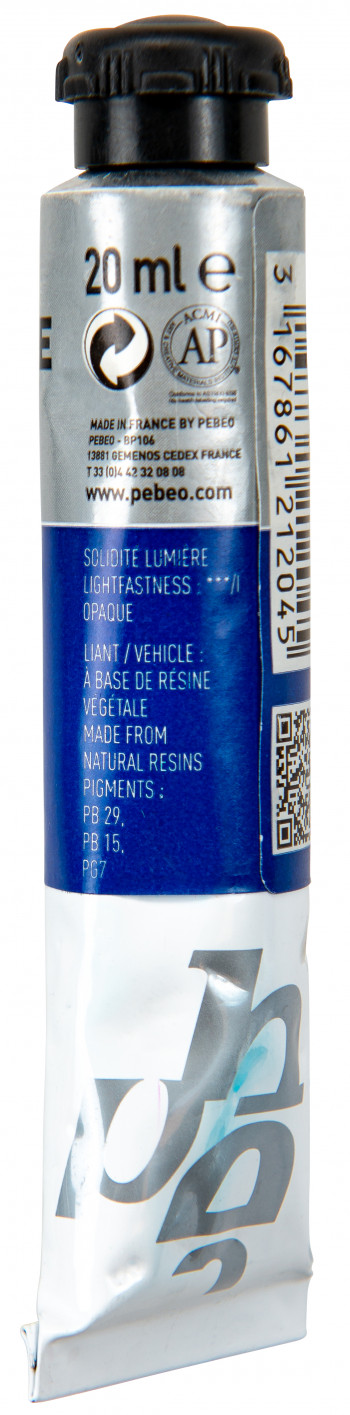 20 ml ℮
ACMI
AP
MADE IN FRANCE BY PEBEO
PEBEO - BP106
13881 GEMENOS CEDEX FRANCE
T 33 (0)4 42 32 08 08
www.pebeo.com
SOLIDITÉ LUMIÈRE
LIGHTFASTNESS : ***/I
OPAQUE
LIANT / VEHICLE :
À BASE DE RÉSINE
VÉGÉTALE
MADE FROM
NATURAL RESINS
PIGMENTS :
PB 29,
PB 15,
PG7
3 167861 212045